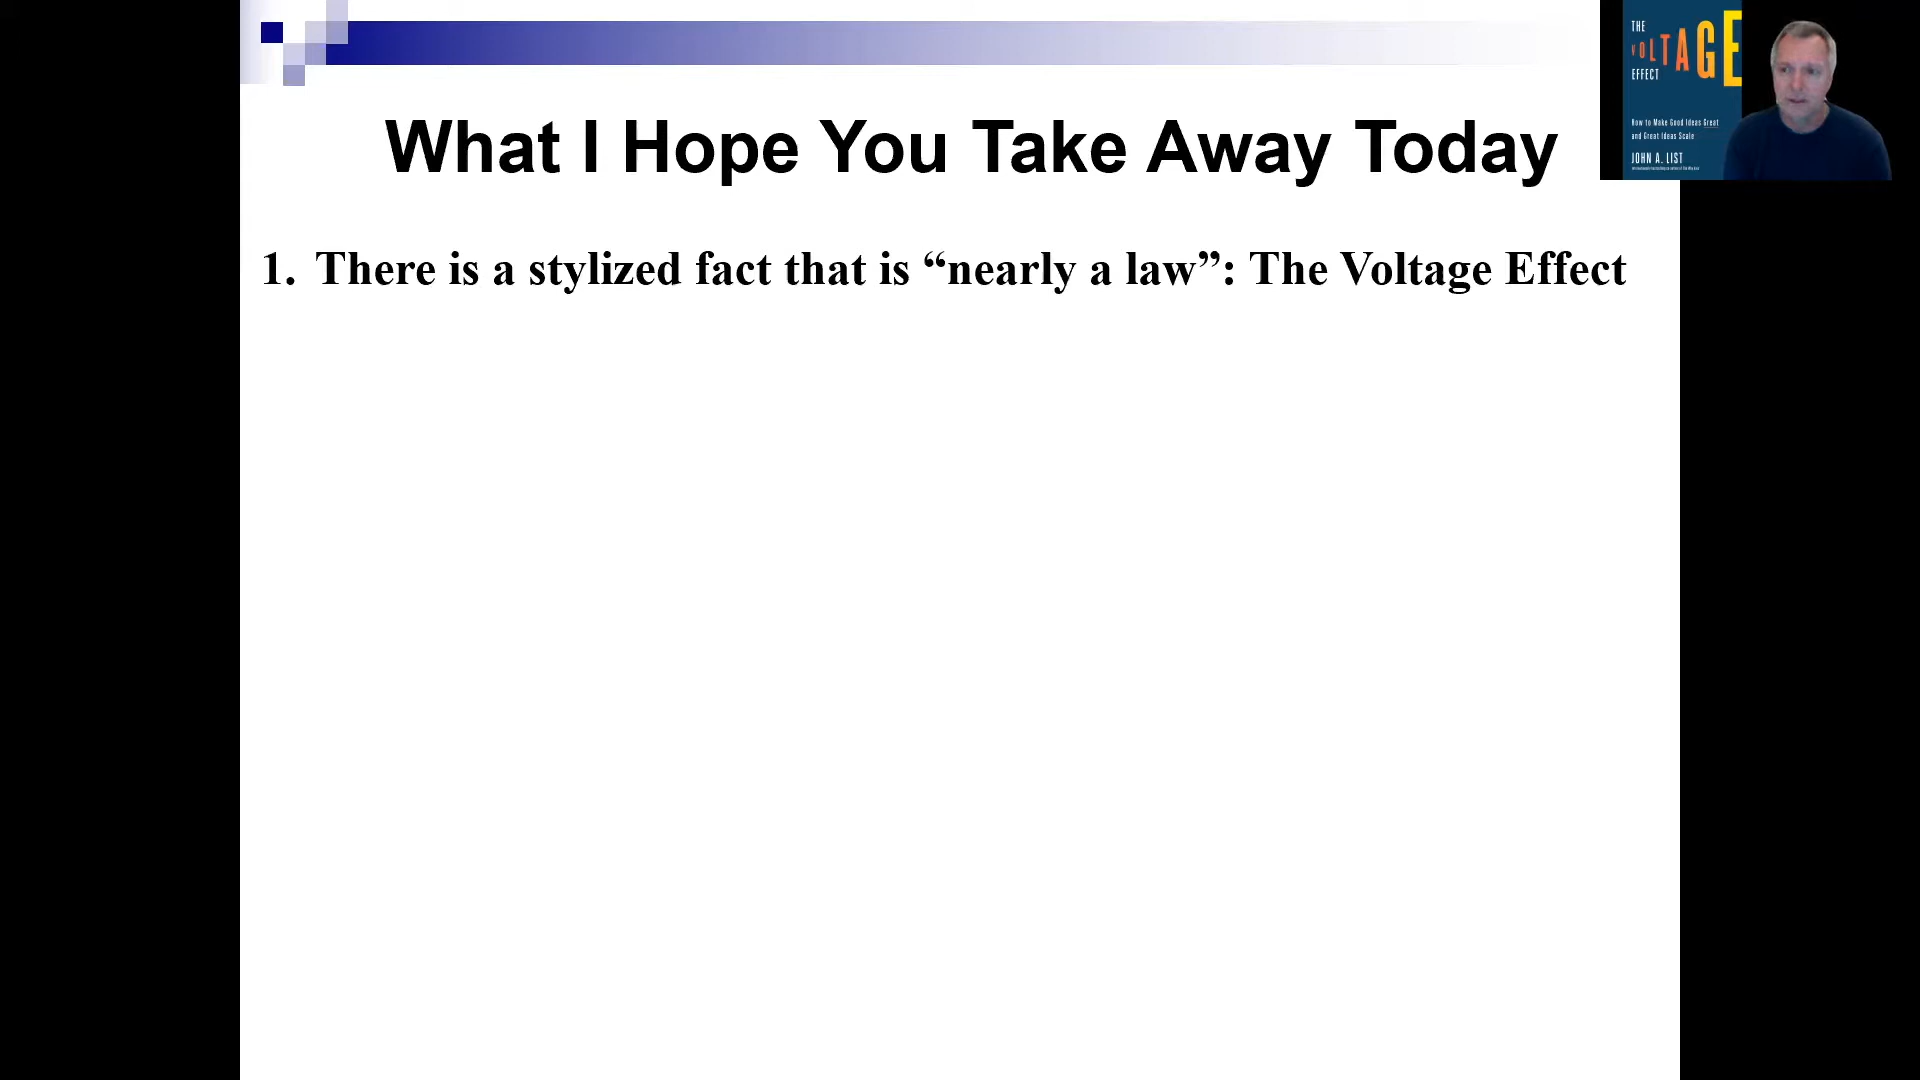 What I Hope You Take Away Today
1. There is a stylized fact that is “nearly a law”: The Voltage Effect
THE
VOLTAGE
EFFECT
How to Make Good Ideas Great
and Great Ideas Scale
JOHN A. LIST